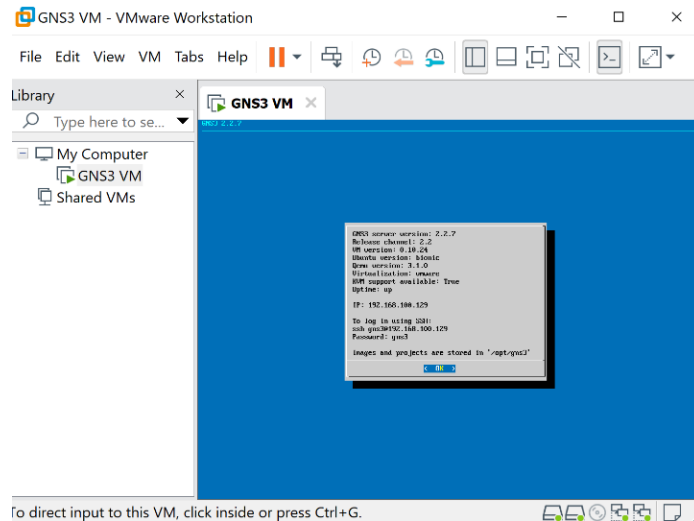 GNS3 VM - VMware Workstation
File Edit View VM Tabs Help
Library
GNS3 VM
Type here to se...
My Computer
GNS3 VM
Shared VMs
GNS3 2.2.7
GNS3 server version: 2.2.7
Release channel: 2.2
VM version: 0.10.24
Ubuntu version: bionic
Qemu version: 3.1.0
Virtualization: vmware
KVM support available: True
Uptime: up
IP: 192.168.100.129
To log in using SSH:
ssh gns3@192.168.100.129
Password: gns3
Images and projects are stored in '/opt/gns3'
< OK >
To direct input to this VM, click inside or press Ctrl+G.